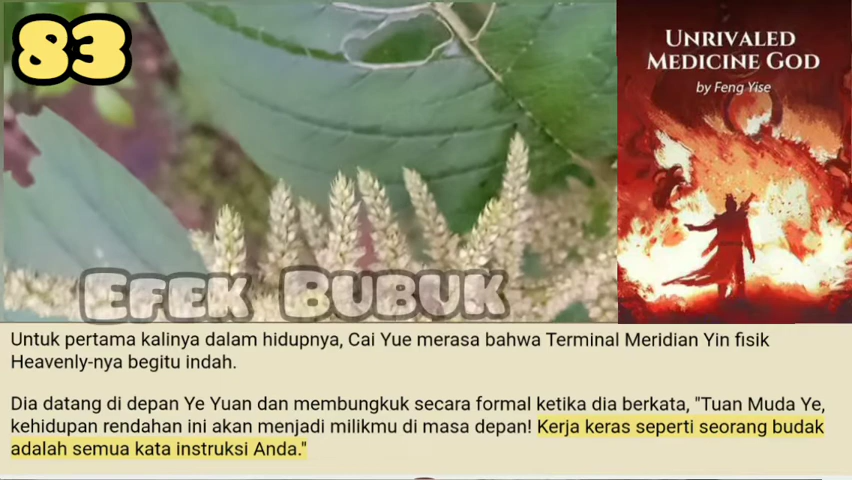 83
UNRIVALED
MEDICINE GOD
by Feng Yise
EFEK BUBUK
Untuk pertama kalinya dalam hidupnya, Cai Yue merasa bahwa Terminal Meridian Yin fisik
Heavenly-nya begitu indah.
Dia datang di depan Ye Yuan dan membungkuk secara formal ketika dia berkata, "Tuan Muda Ye,
kehidupan rendahan ini akan menjadi milikmu di masa depan! Kerja keras seperti seorang budak
adalah semua kata instruksi Anda."